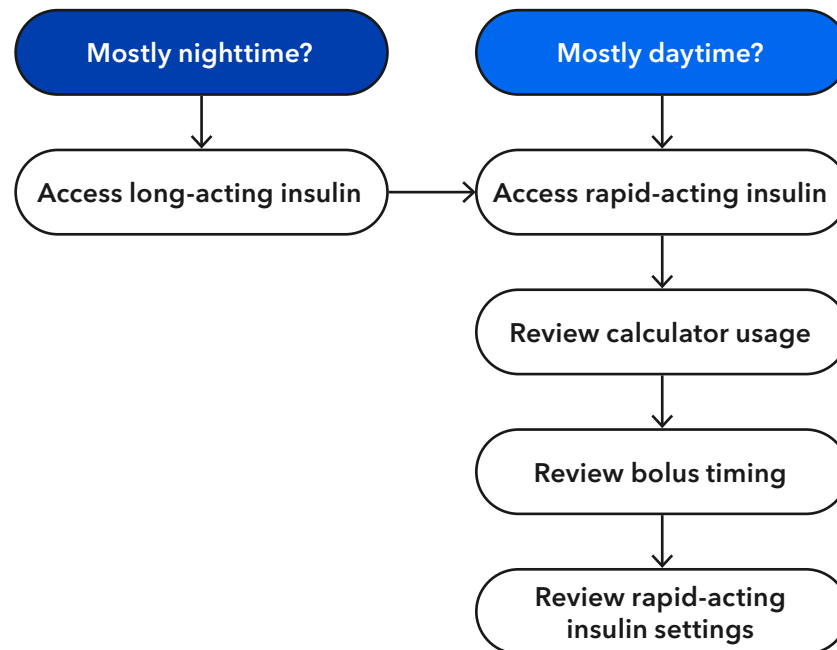 Mostly nighttime?
Mostly daytime?
Access long-acting insulin
Access rapid-acting insulin
Review calculator usage
Review bolus timing
Review rapid-acting
insulin settings